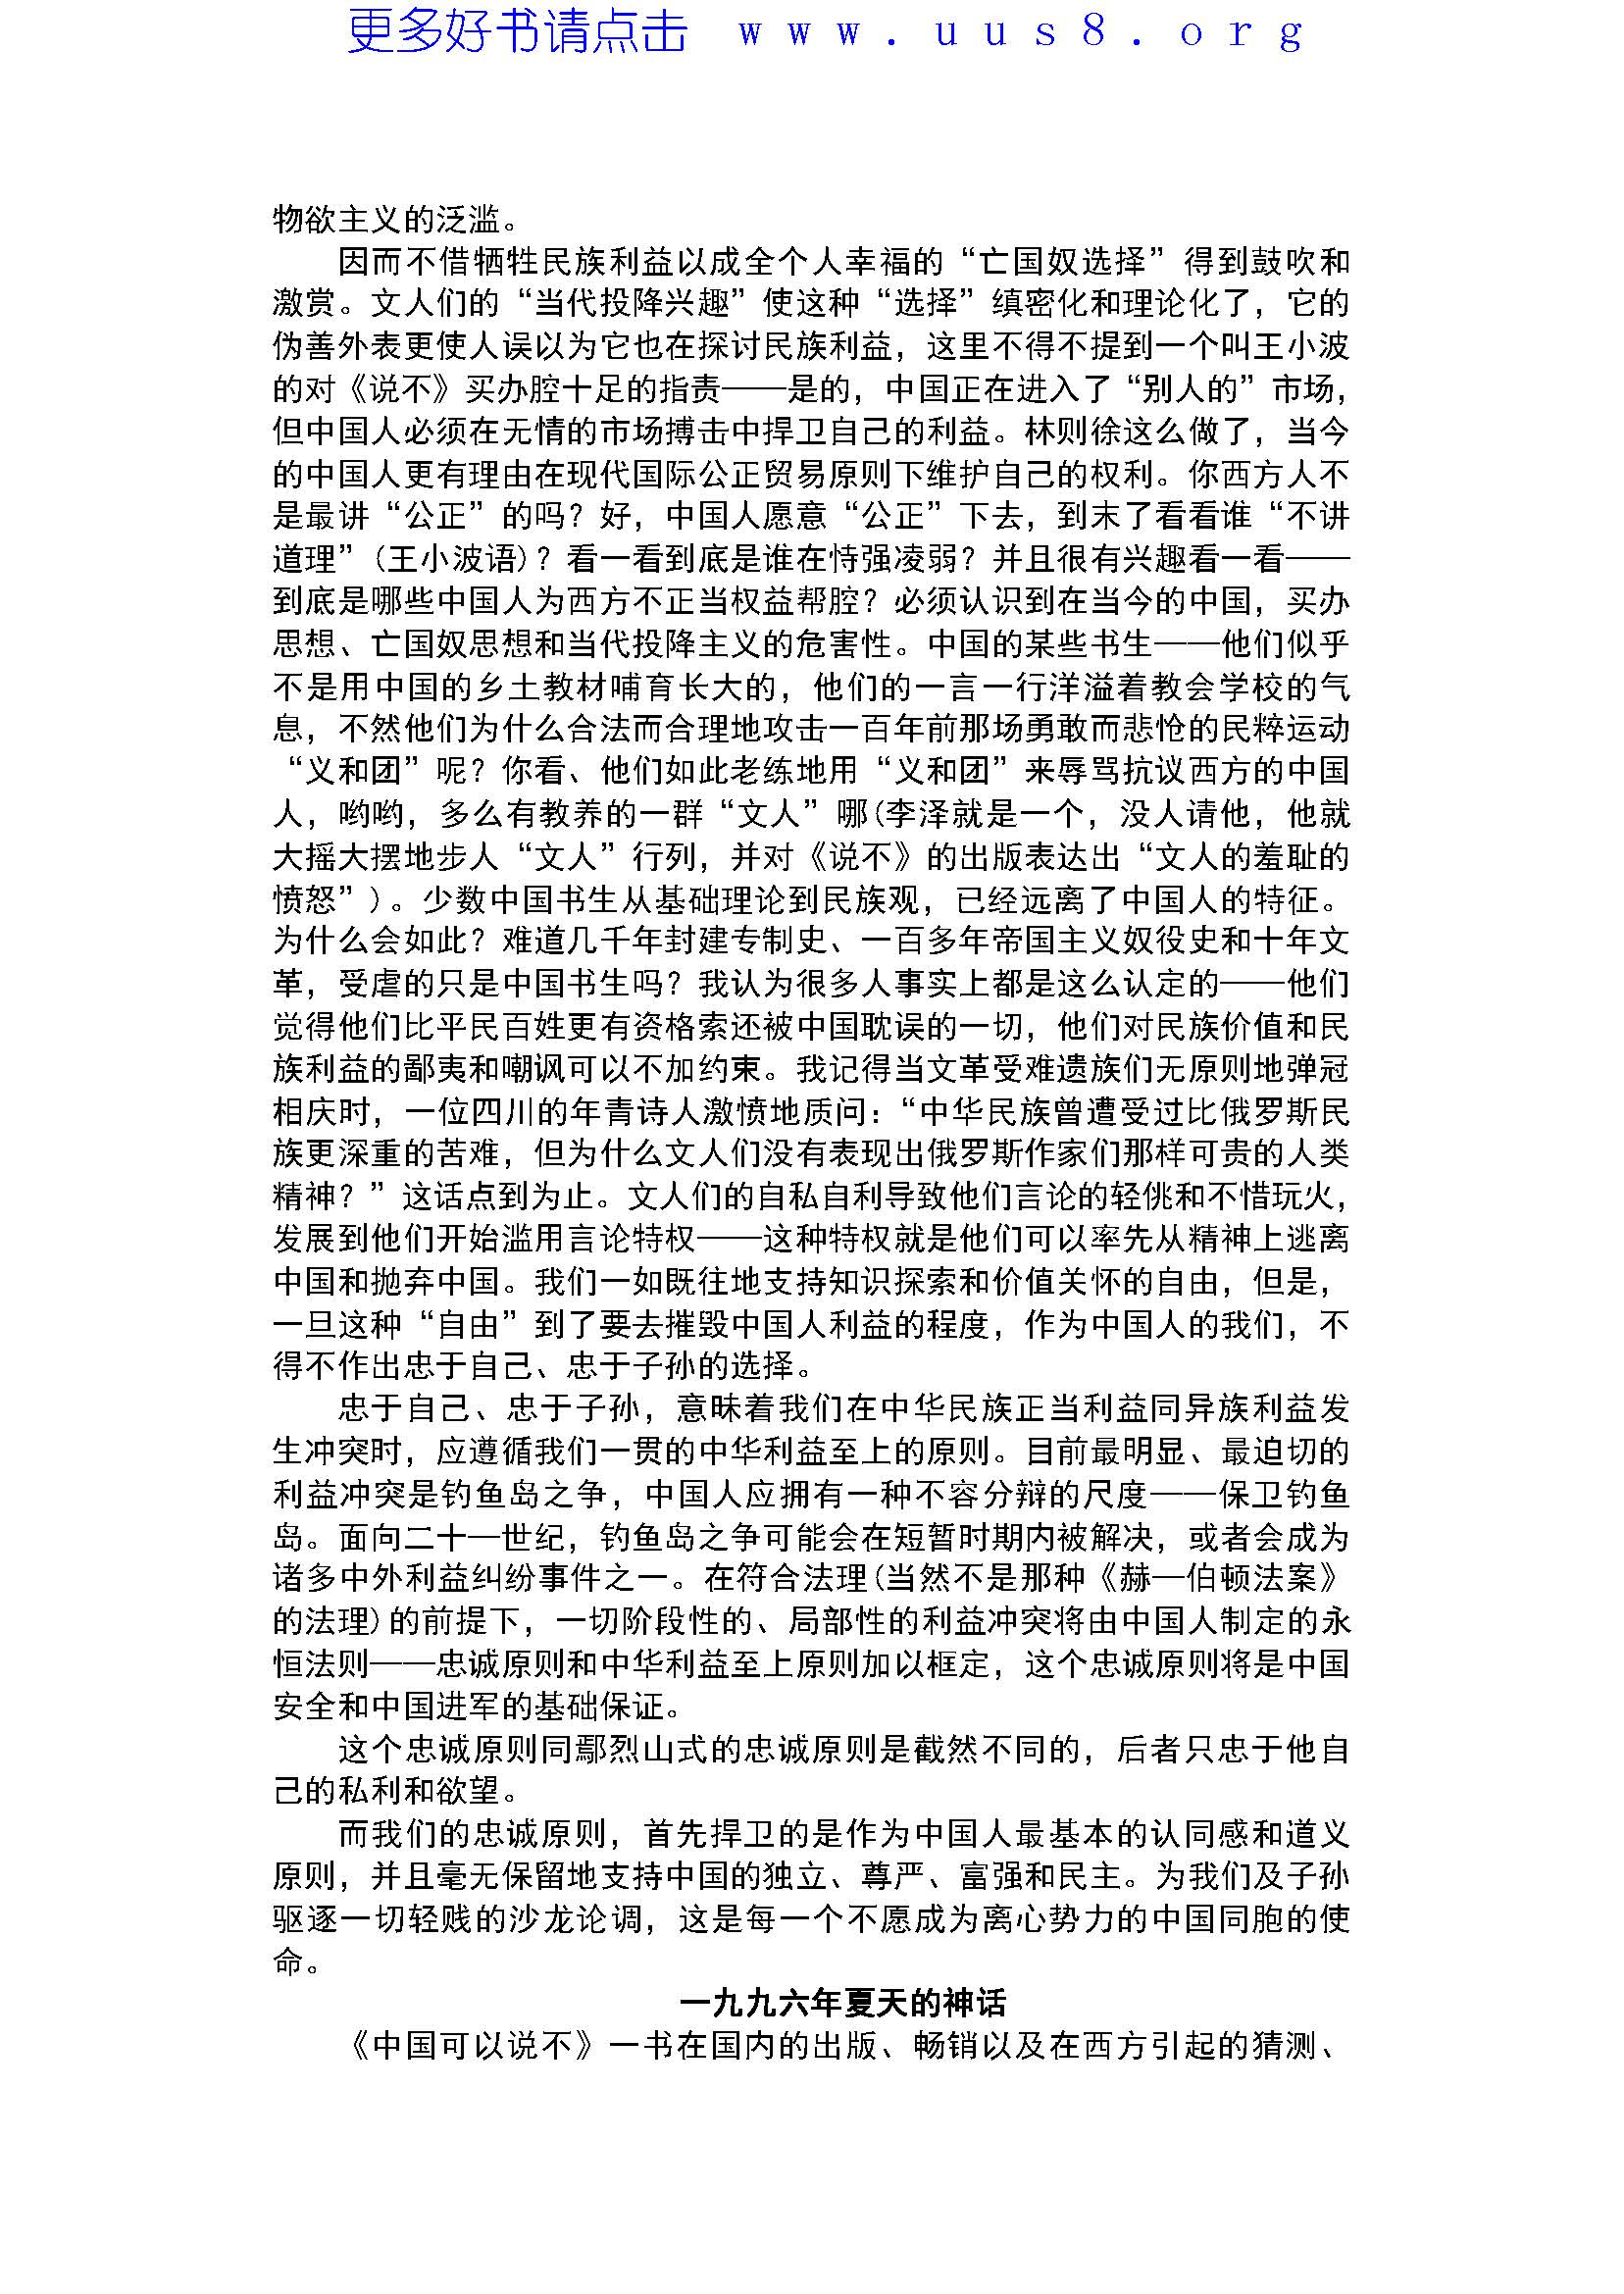 更多好书请点击 www.uus8.org
物欲主义的泛滥。
因而不借牺牲民族利益以成全个人幸福的“亡国奴选择”得到鼓吹和
激赏。文人们的“当代投降兴趣”使这种“选择”缜密化和理论化了，它的
伪善外表更使人误以为它也在探讨民族利益，这里不得不提到一个叫王小波
的对《说不》买办腔十足的指责——是的，中国正在进入了“别人的”市场，
但中国人必须在无情的市场搏击中捍卫自己的利益。林则徐这么做了，当今
的中国人更有理由在现代国际公正贸易原则下维护自己的权利。你西方人不
是最讲“公正”的吗？好，中国人愿意“公正”下去，到末了看看谁“不讲
道理”(王小波语)？看一看到底是谁在恃强凌弱？并且很有兴趣看一看——
到底是哪些中国人为西方不正当权益帮腔？必须认识到在当今的中国，买办
思想、亡国奴思想和当代投降主义的危害性。中国的某些书生——他们似乎
不是用中国的乡土教材哺育长大的，他们的一言一行洋溢着教会学校的气
息，不然他们为什么合法而合理地攻击一百年前那场勇敢而悲怆的民粹运动
“义和团”呢？你看、他们如此老练地用“义和团”来辱骂抗议西方的中国
人，哟哟，多么有教养的一群“文人”哪(李泽就是一个，没人请他，他就
大摇大摆地步人“文人”行列，并对《说不》的出版表达出“文人的羞耻的
愤怒”)。少数中国书生从基础理论到民族观，已经远离了中国人的特征。
为什么会如此？难道几千年封建专制史、一百多年帝国主义奴役史和十年文
革，受虐的只是中国书生吗？我认为很多人事实上都是这么认定的——他们
觉得他们比平民百姓更有资格索还被中国耽误的一切，他们对民族价值和民
族利益的鄙夷和嘲讽可以不加约束。我记得当文革受难遗族们无原则地弹冠
相庆时，一位四川的年青诗人激愤地质问：“中华民族曾遭受过比俄罗斯民
族更深重的苦难，但为什么文人们没有表现出俄罗斯作家们那样可贵的人类
精神？”这话点到为止。文人们的自私自利导致他们言论的轻佻和不惜玩火，
发展到他们开始滥用言论特权——这种特权就是他们可以率先从精神上逃离
中国和抛弃中国。我们一如既往地支持知识探索和价值关怀的自由，但是，
一旦这种“自由”到了要去摧毁中国人利益的程度，作为中国人的我们，不
得不作出忠于自己、忠于子孙的选择。
忠于自己、忠于子孙，意味着我们在中华民族正当利益同异族利益发
生冲突时，应遵循我们一贯的中华利益至上的原则。目前最明显、最迫切的
利益冲突是钓鱼岛之争，中国人应拥有一种不容分辩的尺度——保卫钓鱼
岛。面向二十—世纪，钓鱼岛之争可能会在短暂时期内被解决，或者会成为
诸多中外利益纠纷事件之一。在符合法理(当然不是那种《赫—伯顿法案》
的法理)的前提下，一切阶段性的、局部性的利益冲突将由中国人制定的永
恒法则——忠诚原则和中华利益至上原则加以框定，这个忠诚原则将是中国
安全和中国进军的基础保证。
这个忠诚原则同鄢烈山式的忠诚原则是截然不同的，后者只忠于他自
己的私利和欲望。
而我们的忠诚原则，首先捍卫的是作为中国人最基本的认同感和道义
原则，并且毫无保留地支持中国的独立、尊严、富强和民主。为我们及子孙
驱逐一切轻贱的沙龙论调，这是每一个不愿成为离心势力的中国同胞的使
命。
一九九六年夏天的神话
《中国可以说不》一书在国内的出版、畅销以及在西方引起的猜测、